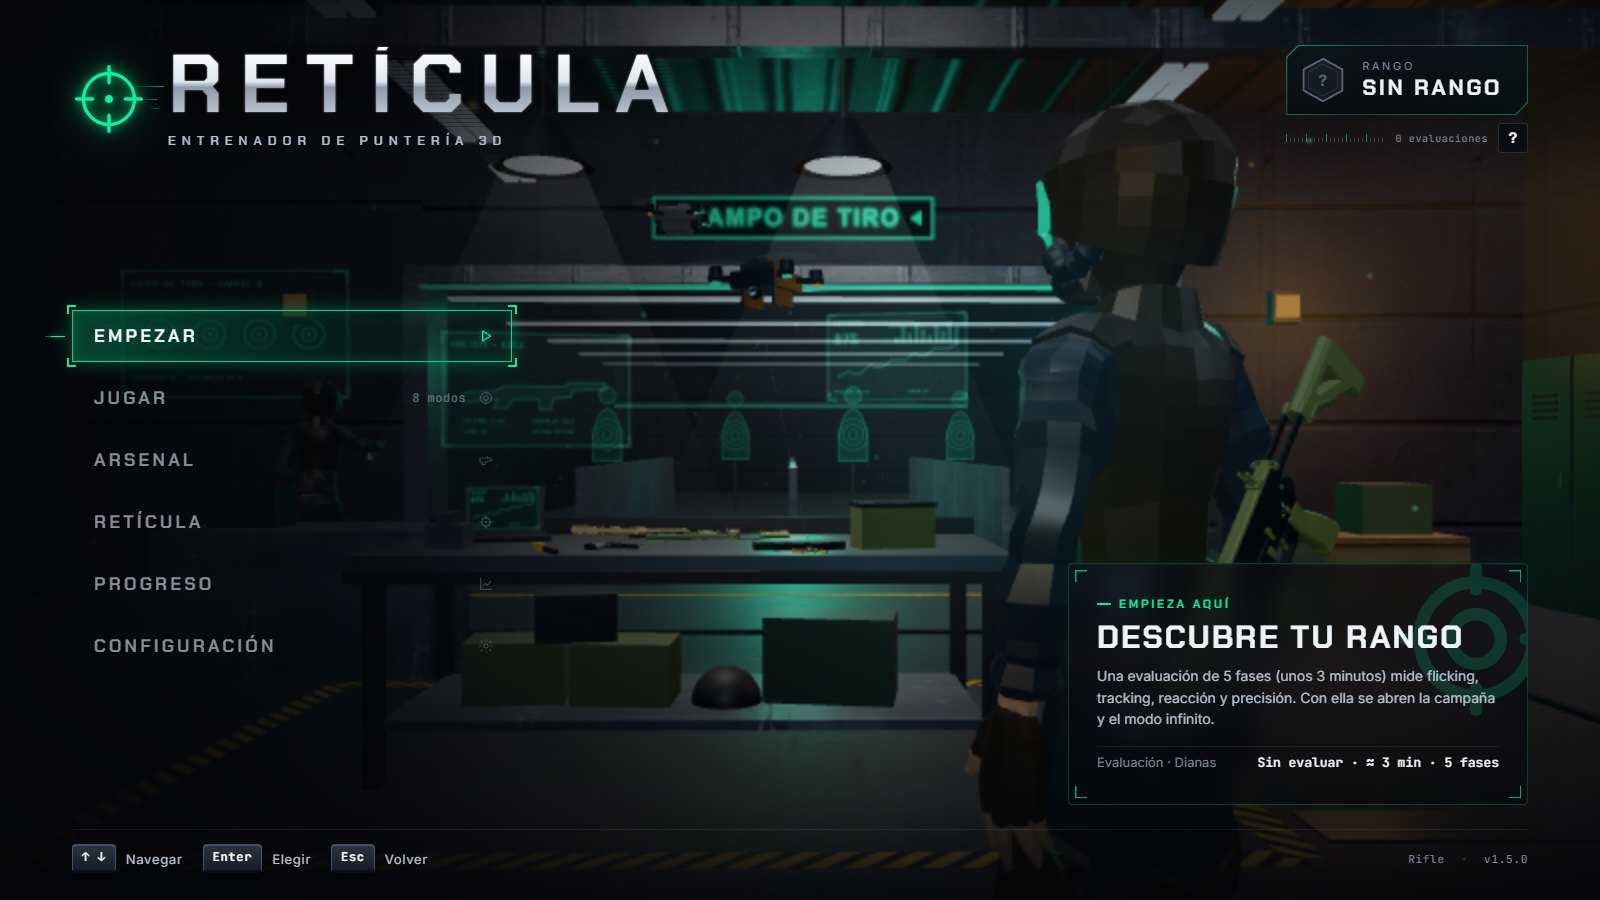 RETÍCULA
ENTRENADOR DE PUNTERÍA 3D
RANGO
SIN RANGO
?
0 evaluaciones
?
AMPO DE TIRO
EMPEZAR
JUGAR
8 modos
ARSENAL
RETÍCULA
PROGRESO
CONFIGURACIÓN
87%
EMPIEZA AQUÍ
DESCUBRE TU RANGO
Una evaluación de 5 fases (unos 3 minutos) mide flicking,
tracking, reacción y precisión. Con ella se abren la campaña
y el modo infinito.
Evaluación · Dianas
Sin evaluar · ≈ 3 min · 5 fases
↑ ↓ Navegar
Enter Elegir
Esc Volver
Rifle · v1.5.0